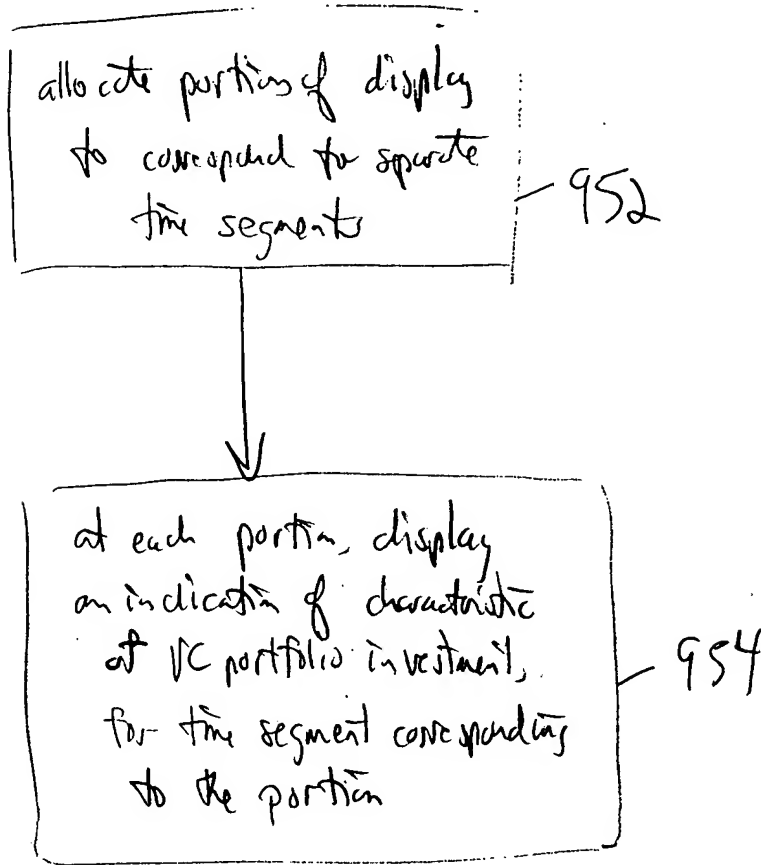 allocate portions of display
to correspond to separate
time segments
952
at each portion, display
an indication of characteristic
of VC portfolio investment,
for time segment corresponding
to the portion
954